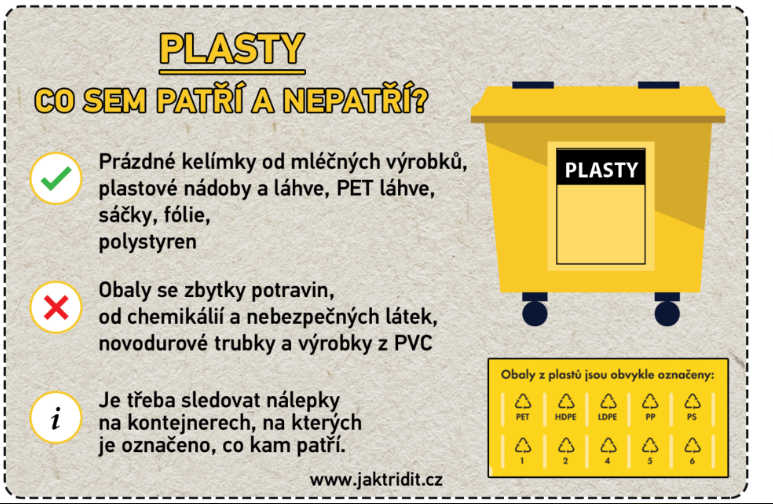 PLASTY
CO SEM PATŘÍ A NEPATŘÍ?
Prázdné kelímky od mléčných výrobků,
plastové nádoby a láhve, PET láhve,
sáčky, fólie,
polystyren
Obaly se zbytky potravin,
od chemikálií a nebezpečných látek,
novodurové trubky a výrobky z PVC
i
Je třeba sledovat nálepky
na kontejnerech, na kterých
je označeno, co kam patří.
www.jaktridit.cz
PLASTY
Obaly z plastů jsou obvykle označeny:
PET HDPE LDPE PP PS
1 2 4 5 6